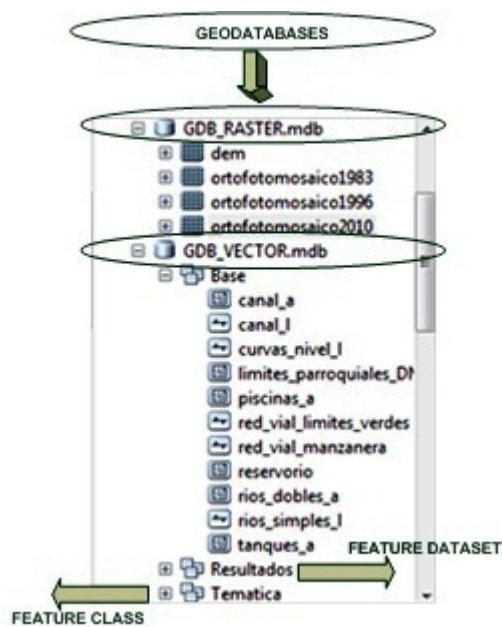 GEODATABASES
GDB_RASTER.mdb
dem
ortofotomosaico1983
ortofotomosaico1996
ortofotomosaico2010
GDB_VECTOR.mdb
Base
canal_a
canal_l
curvas_nivel_l
limites_parroquiales_DM
piscinas_a
red_vial_limites_verdes
red_vial_manzanera
reservorio
rios_dobles_a
rios_simples_l
tanques_a
FEATURE DATASET
Resultados
Tematica
FEATURE CLASS